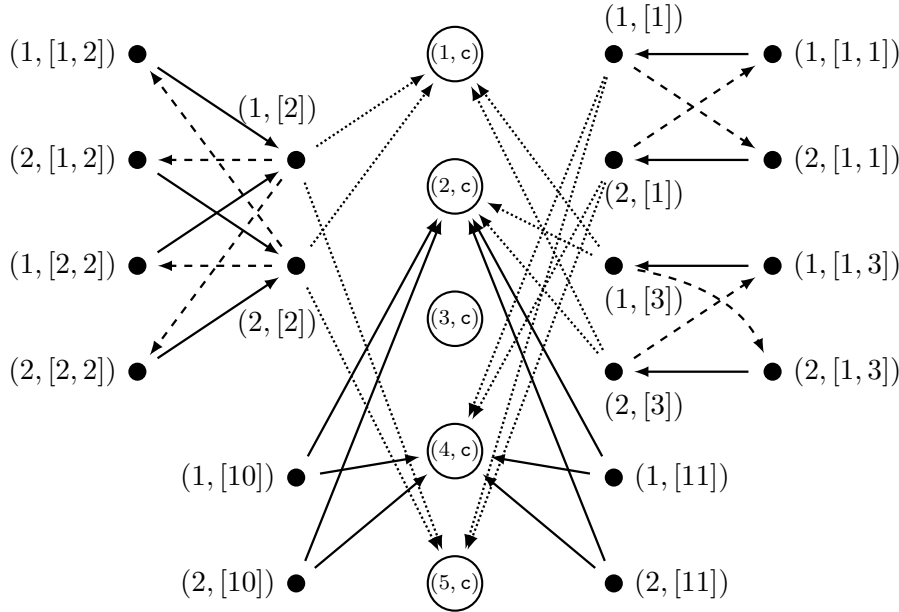 (1, [1, 2])
(1, c)
(1, [1])
(1, [1, 1])
(1, [2])
(2, [1, 2])
(2, c)
(2, [1])
(2, [1, 1])
(1, [2, 2])
(2, [2])
(3, c)
(1, [3])
(1, [1, 3])
(2, [2, 2])
(2, [3])
(2, [1, 3])
(1, [10])
(4, c)
(1, [11])
(2, [10])
(5, c)
(2, [11])